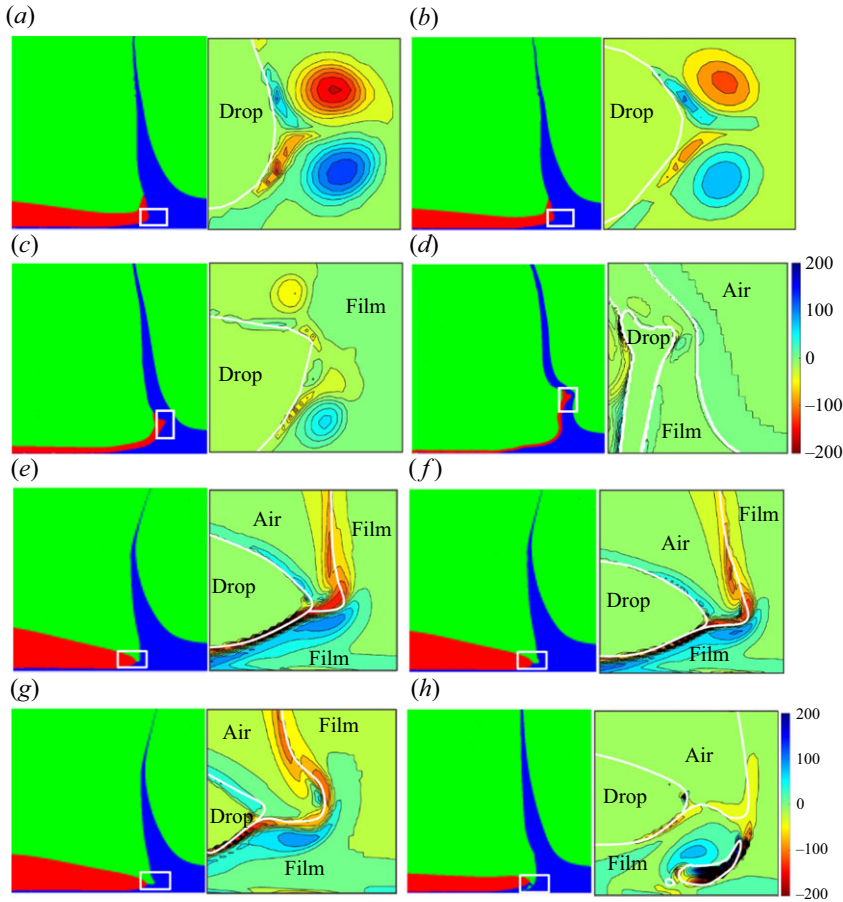 (a)
(b)
Drop
Drop
(c)
(d)
Film
Drop
Air
Drop
Film
200
100
0
–100
–200
(e)
(f)
Air
Film
Drop
Film
Air
Film
Drop
Film
(g)
(h)
Air
Film
Drop
Film
Air
Drop
Film
200
100
0
–100
–200